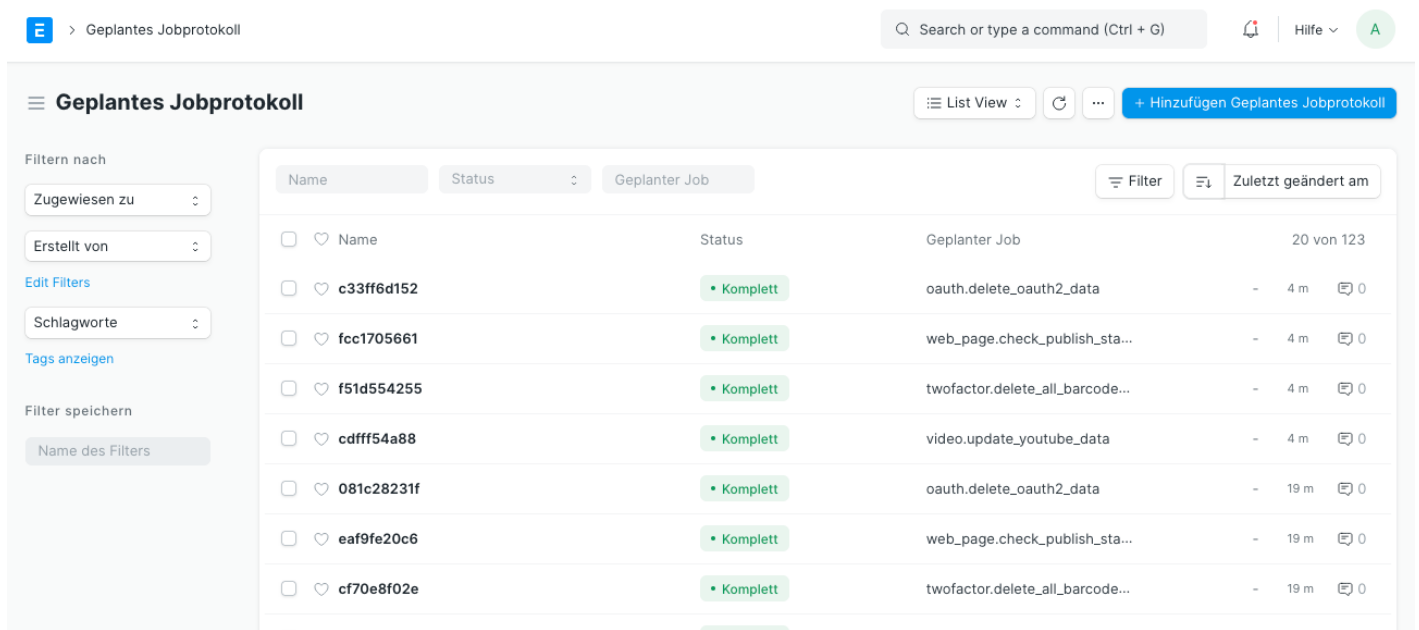 E > Geplantes Jobprotokoll Search or type a command (Ctrl + G) Hilfe A
Geplantes Jobprotokoll List View ... + Hinzufügen Geplantes Jobprotokoll
Filtern nach
Zugewiesen zu
Erstellt von
Edit Filters
Schlagworte
Tags anzeigen
Filter speichern
Name des Filters
Name Status Geplanter Job Filter Zuletzt geändert am
Name Status Geplanter Job 20 von 123
c33ff6d152 • Komplett oauth.delete_oauth2_data - 4 m 0
fcc1705661 • Komplett web_page.check_publish_sta... - 4 m 0
f51d554255 • Komplett twofactor.delete_all_barcode... - 4 m 0
cdfff54a88 • Komplett video.update_youtube_data - 4 m 0
081c28231f • Komplett oauth.delete_oauth2_data - 19 m 0
eaf9fe20c6 • Komplett web_page.check_publish_sta... - 19 m 0
cf70e8f02e • Komplett twofactor.delete_all_barcode... - 19 m 0